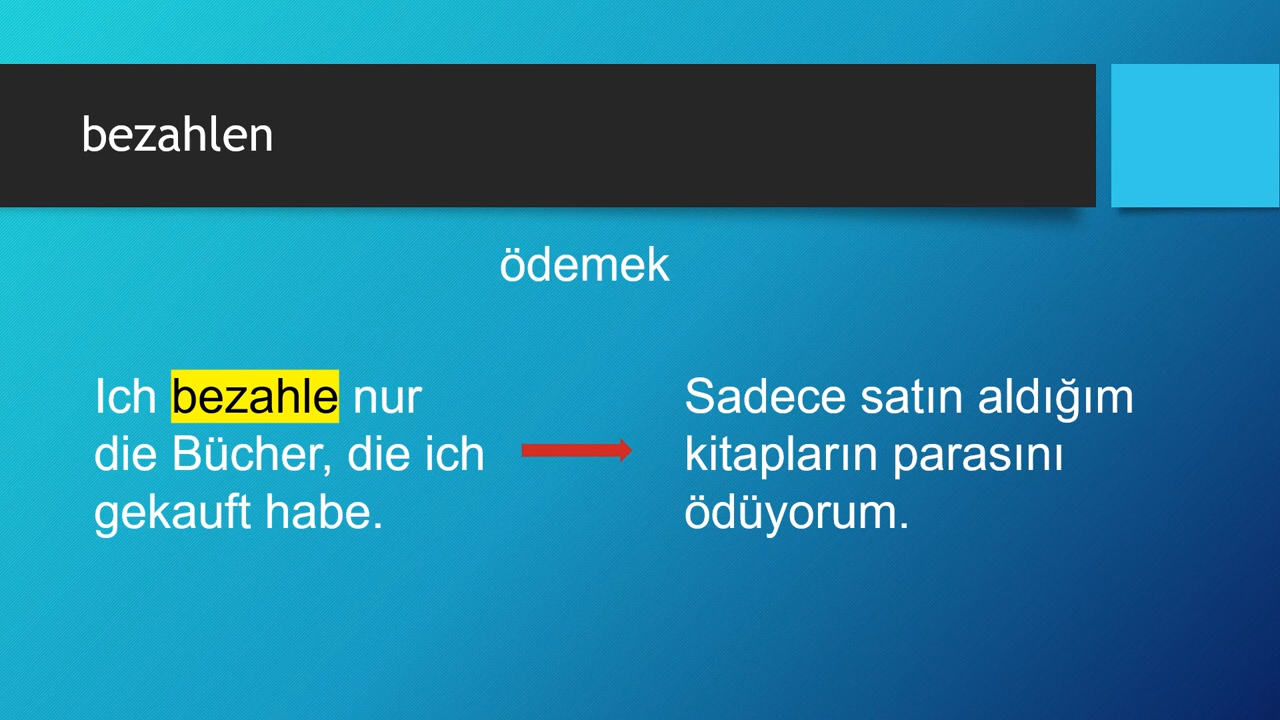 bezahlen
ödemek
Ich bezahle nur
die Bücher, die ich
gekauft habe.
Sadece satın aldığım
kitapların parasını
ödüyorum.